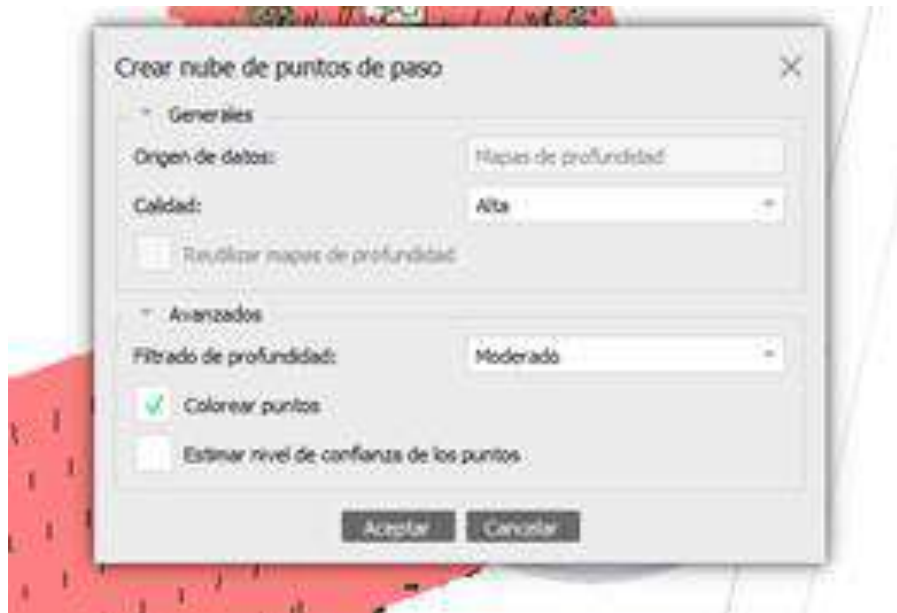 Crear nube de puntos de paso
Generales
Origen de datos: Mapas de profundidad
Calidad: Alta
Reutilizar mapas de profundidad
Avanzados
Filtrado de profundidad: Moderado
Colorear puntos
Estimar nivel de confianza de los puntos
Aceptar Cancelar